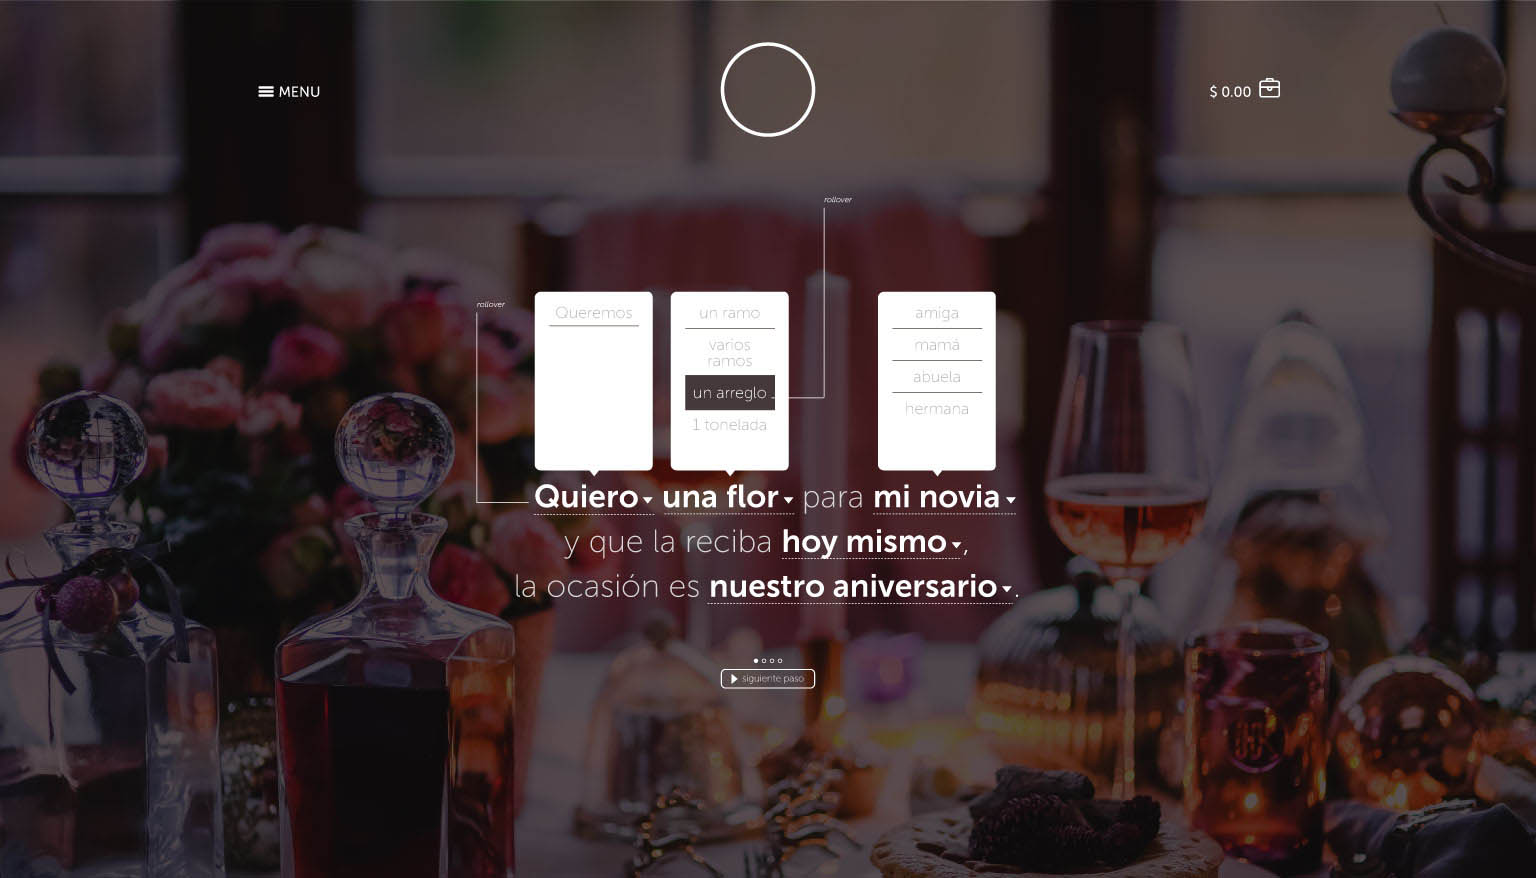 MENU
$ 0.00
rollover
rollover
Queremos
un ramo
varios
ramos
un arreglo
1 tonelada
amiga
mamá
abuela
hermana
Quiero una flor para mi novia
y que la reciba hoy mismo,
la ocasión es nuestro aniversario.
siguiente paso